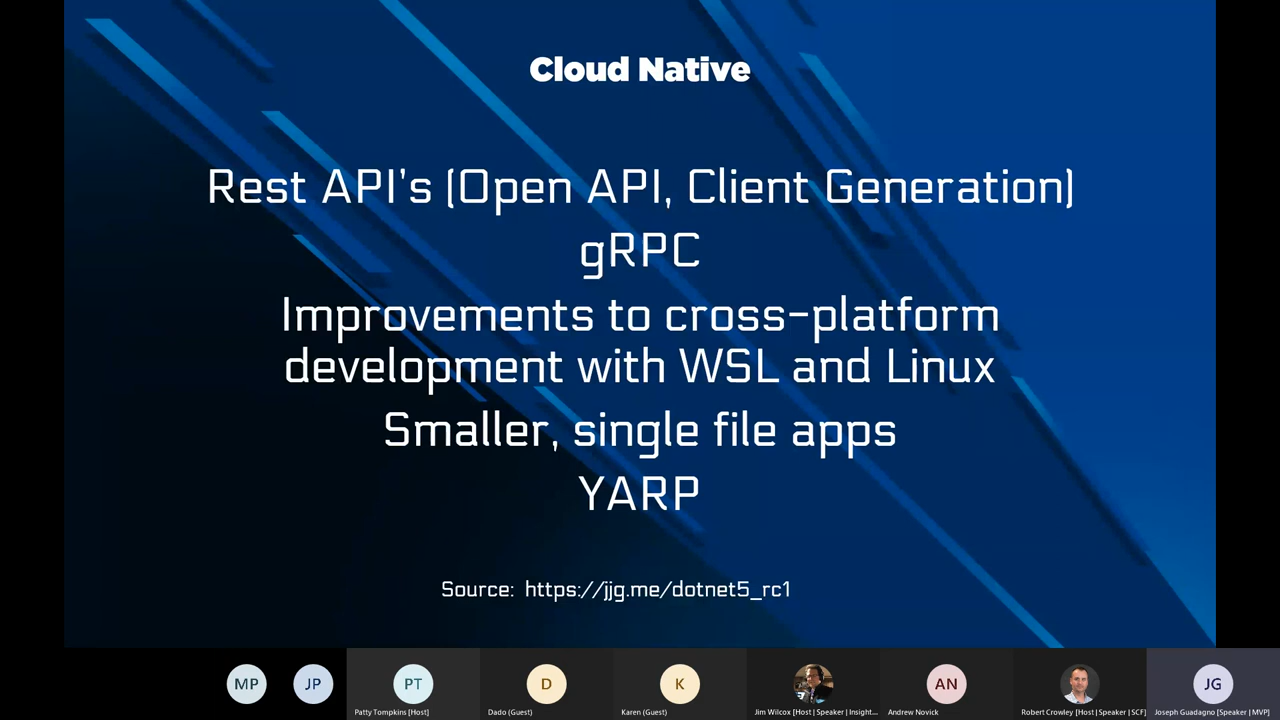 Cloud Native
Rest API's (Open API, Client Generation)
gRPC
Improvements to cross-platform
development with WSL and Linux
Smaller, single file apps
YARP
Source: https://jjg.me/dotnet5_rc1
MP
JP
PT
D
K
AN
JG
Patty Tompkins [Host]
Dado (Guest)
Karen (Guest)
Jim Wilcox [Host | Speaker | Insight...
Andrew Novick
Robert Crowley [Host | Speaker | SCF]
Joseph Guadagno [Speaker | MVP]